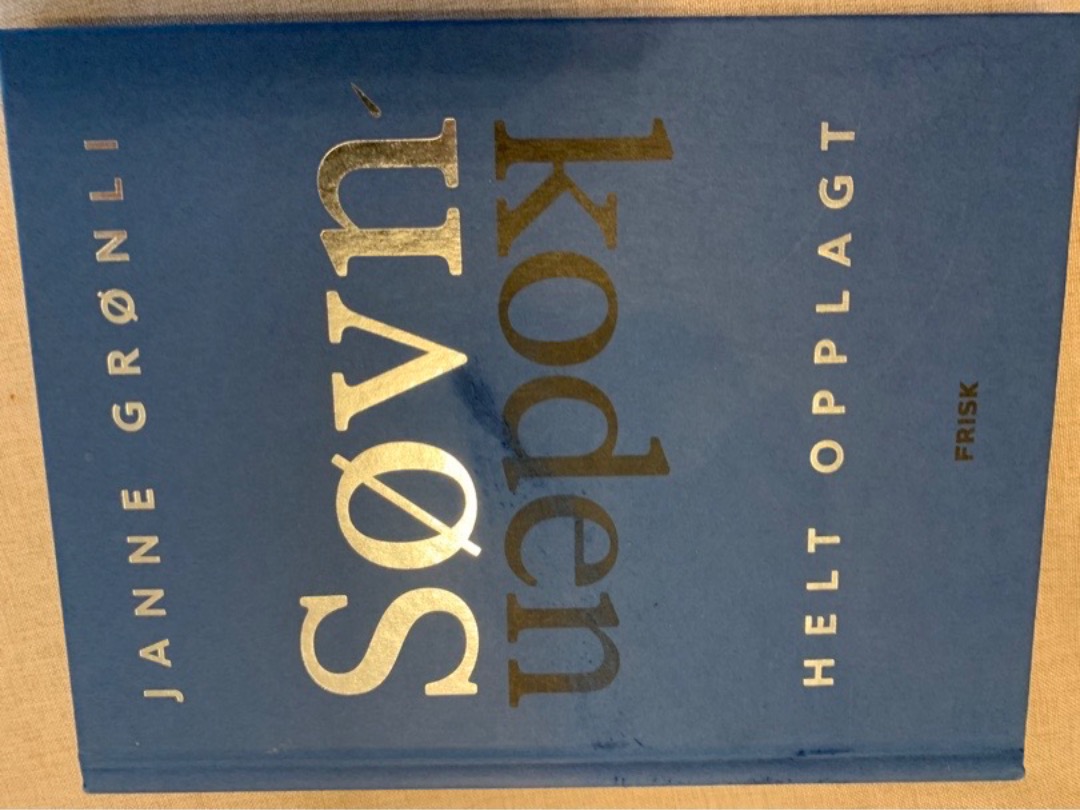 JANNE GRØNLI
Søvn
koden
HELT OPPLAGT
FRISK